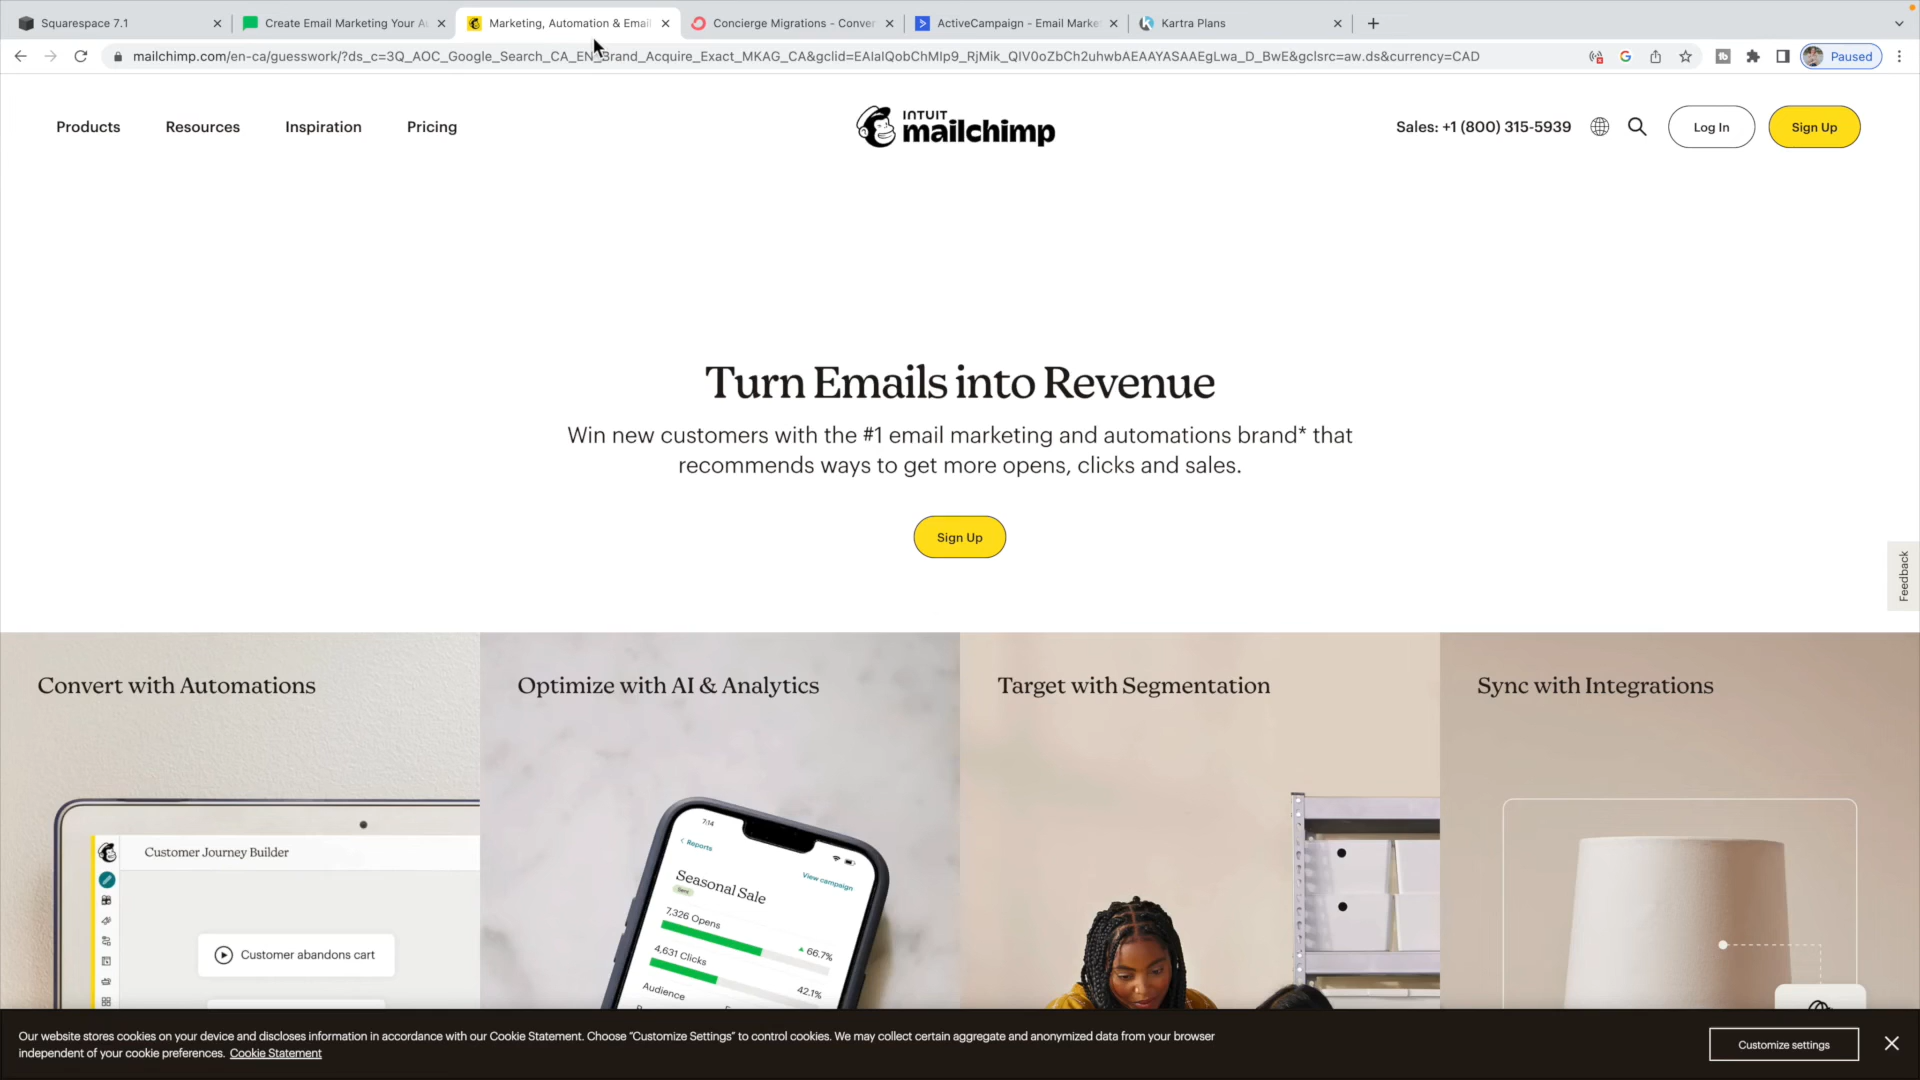 Squarespace 7.1
Create Email Marketing Your A
Marketing, Automation & Email
Concierge Migrations - Conver
ActiveCampaign - Email Marke
Kartra Plans
mailchimp.com/en-ca/guesswork/?ds_c=3Q_AOC_Google_Search_CA_EN_Brand_Acquire_Exact_MKAG_CA&gclid=EAIaIQobChMIp9_RjMik_QIV0oZbCh2uhwbAEAAYASAAEgLwa_D_BwE&gclsrc=aw.ds&currency=CAD
Paused
Products
Resources
Inspiration
Pricing
INTUIT
mailchimp
Sales: +1 (800) 315-5939
Log In
Sign Up
Turn Emails into Revenue
Win new customers with the #1 email marketing and automations brand* that
recommends ways to get more opens, clicks and sales.
Sign Up
Feedback
Convert with Automations
Optimize with AI & Analytics
Target with Segmentation
Sync with Integrations
Customer Journey Builder
Customer abandons cart
7:14
Reports
View campaign
Seasonal Sale
Sent
7,326 Opens
66.7%
4,631 Clicks
42.1%
Audience
Our website stores cookies on your device and discloses information in accordance with our Cookie Statement. Choose "Customize Settings" to control cookies. We may collect certain aggregate and anonymized data from your browser
independent of your cookie preferences. Cookie Statement
Customize settings